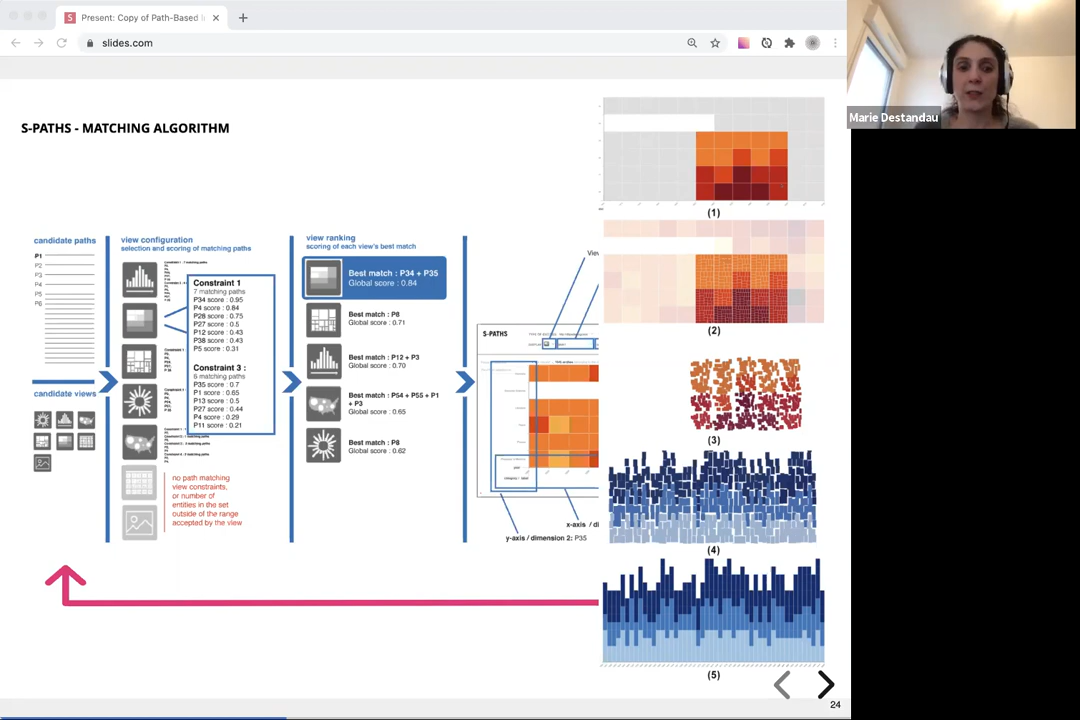 Present: Copy of Path-Based I
slides.com
Marie Destandau
S-PATHS - MATCHING ALGORITHM
candidate paths
P1
P2
P3
P4
P5
P6
candidate views
view configuration
selection and scoring of matching paths
Constraint 1
7 matching paths
P34 score : 0.95
P4 score : 0.84
P28 score : 0.75
P27 score : 0.5
P12 score : 0.43
P38 score : 0.43
P5 score : 0.31
Constraint 3 :
6 matching paths
P35 score : 0.7
P1 score : 0.65
P13 score : 0.5
P27 score : 0.44
P4 score : 0.29
P11 score : 0.21
no path matching
view constraints,
or number of
entities in the set
outside of the range
accepted by the view
view ranking
scoring of each view's best match
Best match : P34 + P35
Global score : 0.84
Best match : P8
Global score : 0.71
Best match : P12 + P3
Global score : 0.70
Best match : P54 + P55 + P1
+ P3
Global score : 0.65
Best match : P8
Global score : 0.62
View
S-PATHS
x-axis / di
y-axis / dimension 2: P35
(1)
(2)
(3)
(4)
(5)
24